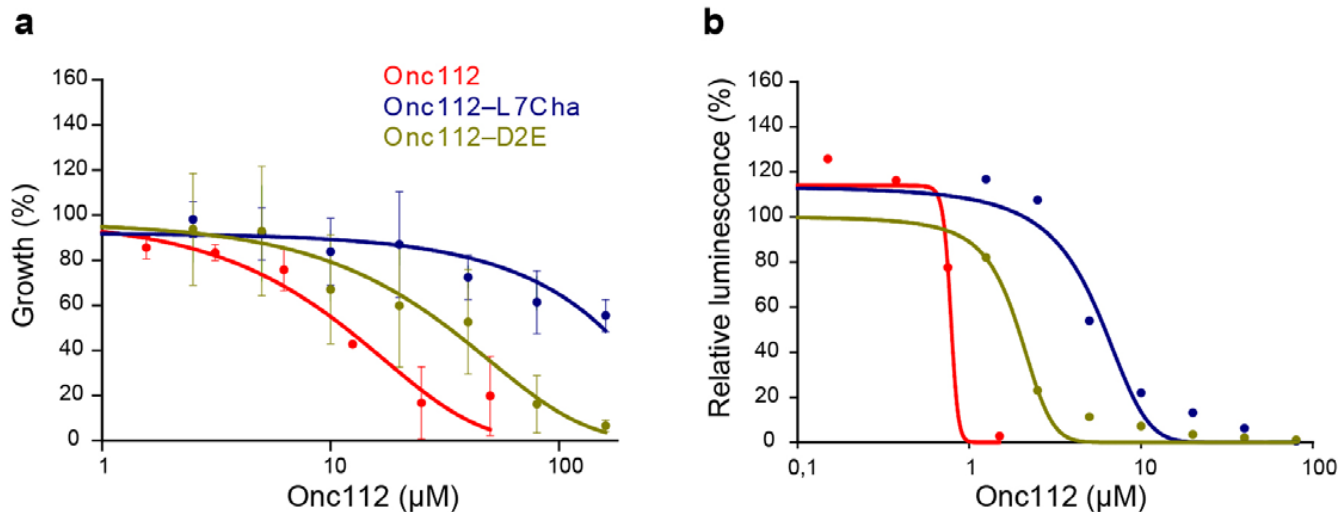 a
160
140
120
100
80
60
40
20
0
Growth (%)
Onc112
Onc112–L7Cha
Onc112–D2E
1
10
100
Onc112 (µM)
b
160
140
120
100
80
60
40
20
0
Relative luminescence (%)
0,1
1
10
100
Onc112 (µM)